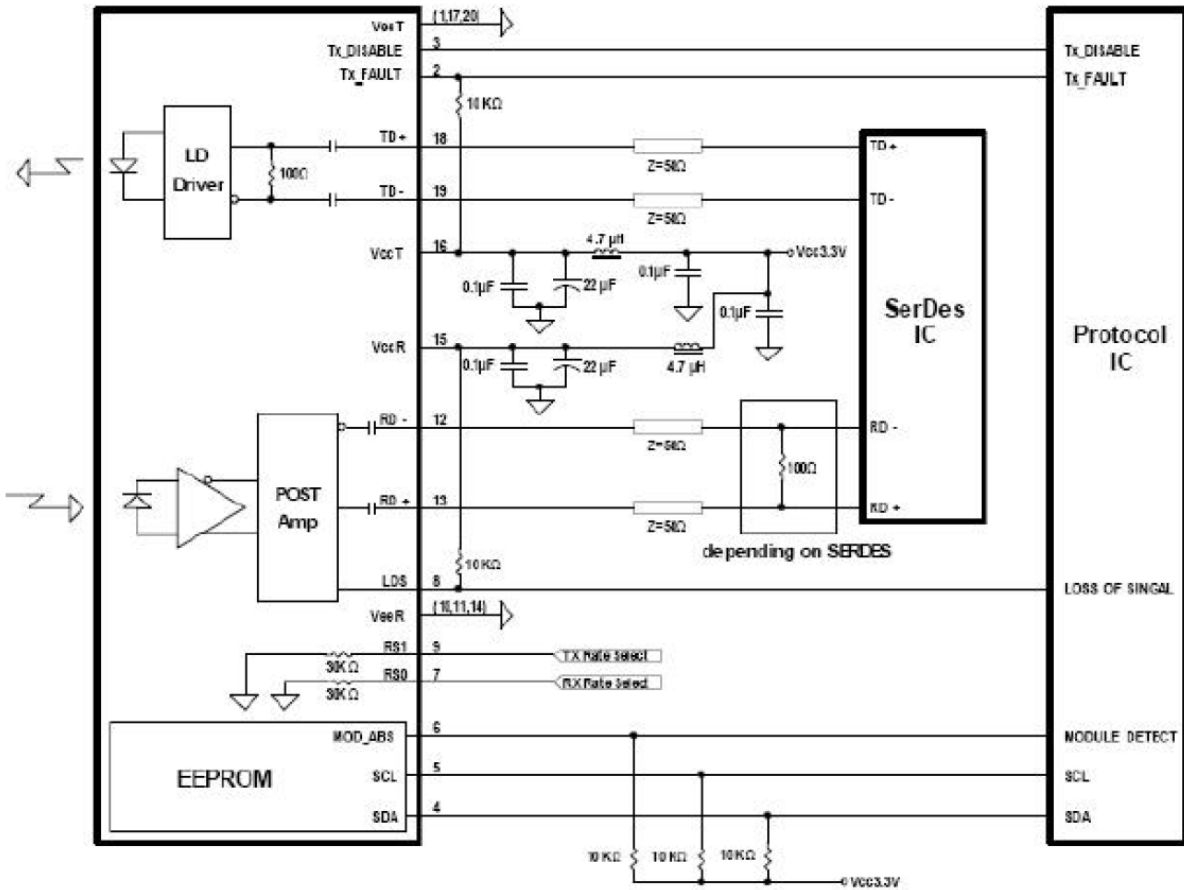 VeeT
(1,17,20)
Tx_DISABLE
3
Tx_DISABLE
Tx_FAULT
2
Tx_FAULT
10 KΩ
LD
Driver
100Ω
TD+
18
Z=50Ω
TD+
TD-
19
Z=50Ω
TD-
VccT
16
4.7 µH
Vcc3.3V
0.1µF
22 µF
0.1µF
0.1µF
SerDes
IC
Protocol
IC
VccR
15
0.1µF
22 µF
4.7 µH
RD -
12
Z=50Ω
RD -
100Ω
POST
Amp
RD +
13
Z=50Ω
RD +
depending on SERDES
10 KΩ
LOS
8
LOSS OF SINGAL
VeeR
(10,11,14)
RS1
9
TX Rate Select
30KΩ
RS0
7
RX Rate Select
30KΩ
MOD_ABS
6
MODULE DETECT
EEPROM
SCL
5
SCL
SDA
4
SDA
10 KΩ
10 KΩ
10 KΩ
Vcc3.3V